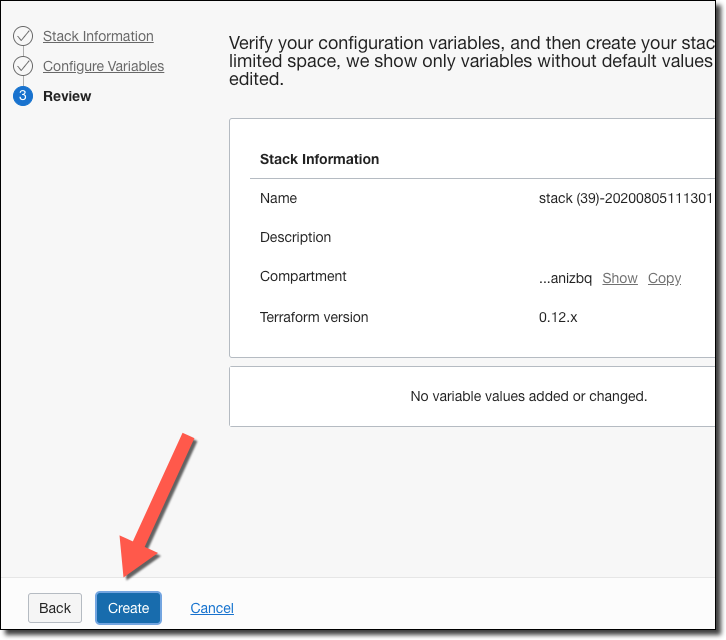 Stack Information
Configure Variables
3 Review
Verify your configuration variables, and then create your stac
limited space, we show only variables without default values
edited.
Stack Information
Name stack (39)-20200805111301
Description
Compartment ...anizbq Show Copy
Terraform version 0.12.x
No variable values added or changed.
Back Create Cancel